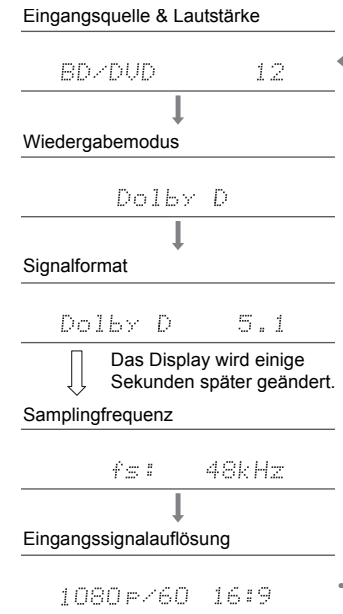 Eingangsquelle & Lautstärke
BD/DVD 12
Wiedergabemodus
Dolby D
Signalformat
Dolby D 5.1
Das Display wird einige
Sekunden später geändert.
Samplingfrequenz
fs: 48kHz
Eingangssignalauflösung
1080p/60 16:9